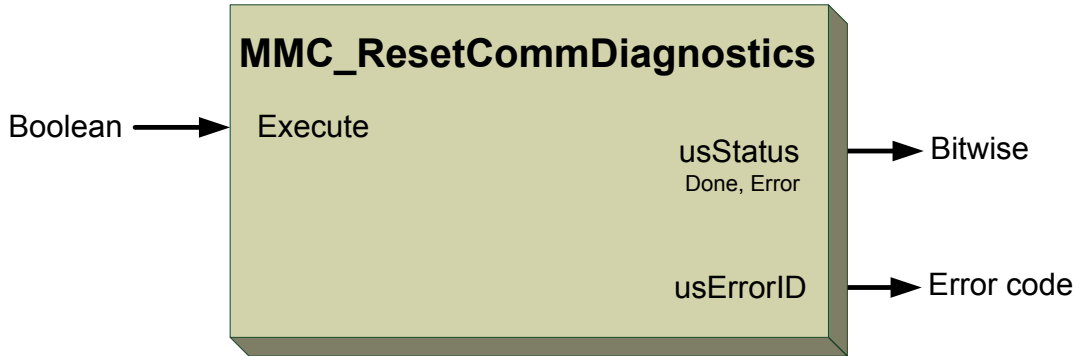 MMC_ResetCommDiagnostics
Boolean
Execute
usStatus
Bitwise
Done, Error
usErrorID
Error code